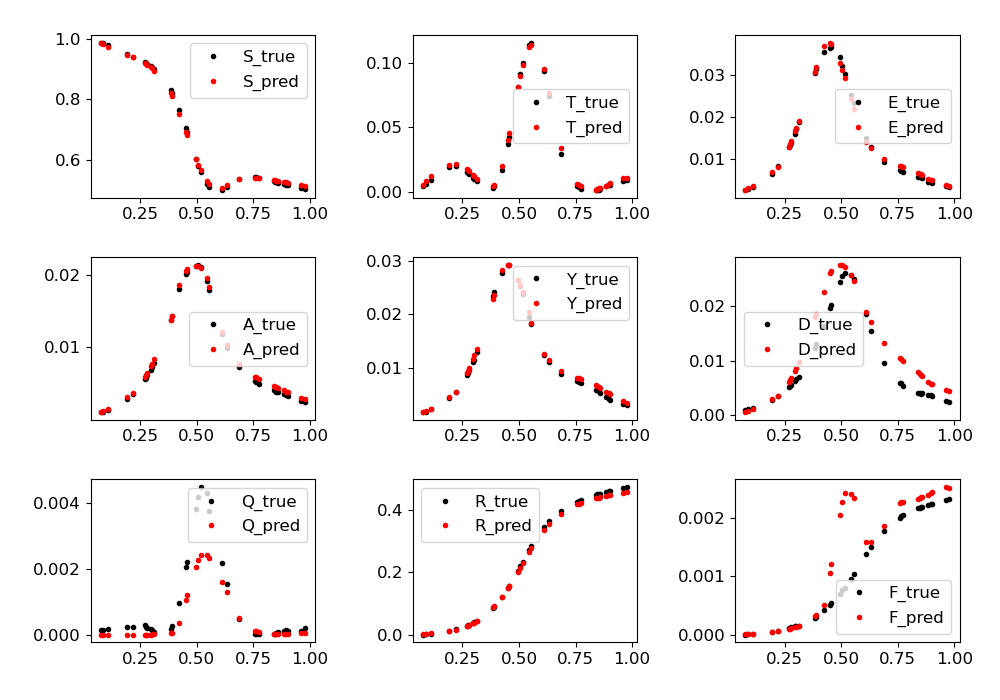 1.0
0.8
0.6
0.25 0.50 0.75 1.00
S_true
S_pred
0.10
0.05
0.00
0.25 0.50 0.75 1.00
T_true
T_pred
0.03
0.02
0.01
0.25 0.50 0.75 1.00
E_true
E_pred
0.02
0.01
0.25 0.50 0.75 1.00
A_true
A_pred
0.03
0.02
0.01
0.25 0.50 0.75 1.00
Y_true
Y_pred
0.02
0.01
0.00
0.25 0.50 0.75 1.00
D_true
D_pred
0.004
0.002
0.000
0.25 0.50 0.75 1.00
Q_true
Q_pred
0.4
0.2
0.0
0.25 0.50 0.75 1.00
R_true
R_pred
0.002
0.001
0.000
0.25 0.50 0.75 1.00
F_true
F_pred